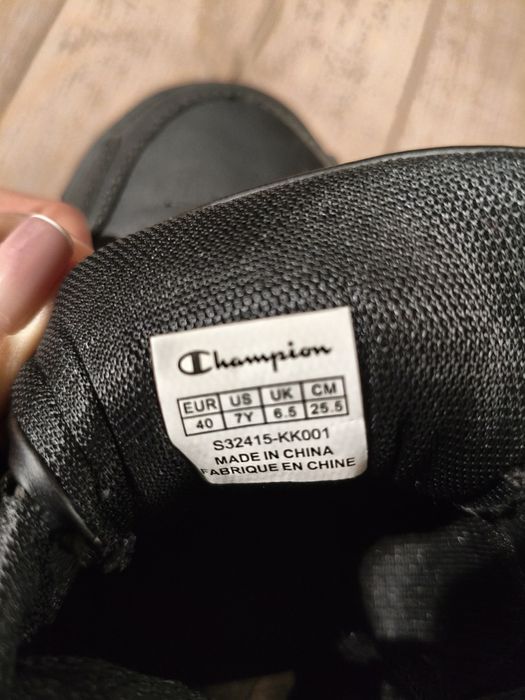 Champion
EUR US UK CM
40 7Y 6.5 25.5
S32415-KK001
MADE IN CHINA
FABRIQUE EN CHINE